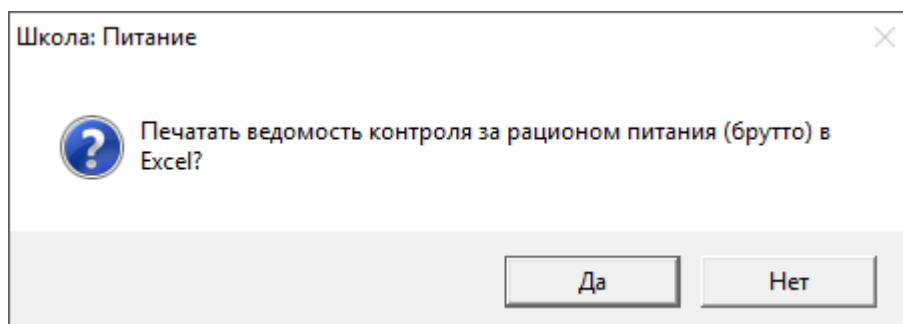 Школа: Питание
Печатать ведомость контроля за рационом питания (брутто) в
Excel?
Да
Нет